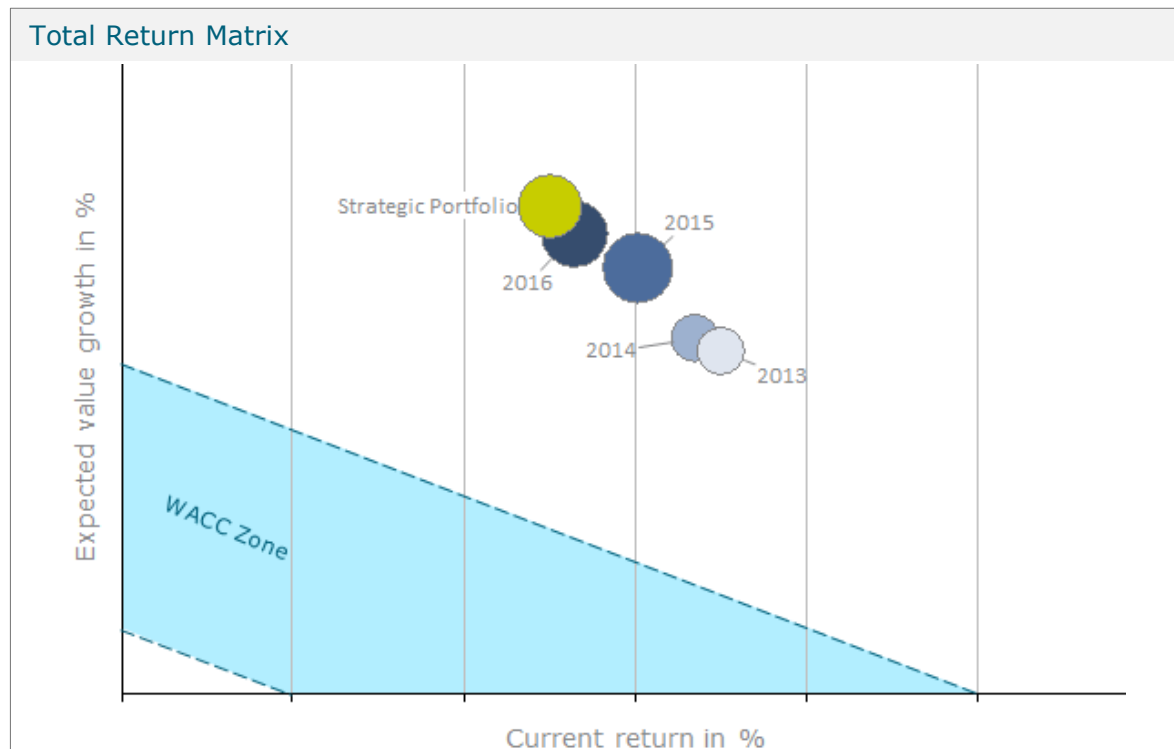 Total Return Matrix
Expected value growth in %
Strategic Portfolio
2016
2015
2014
2013
WACC Zone
Current return in %